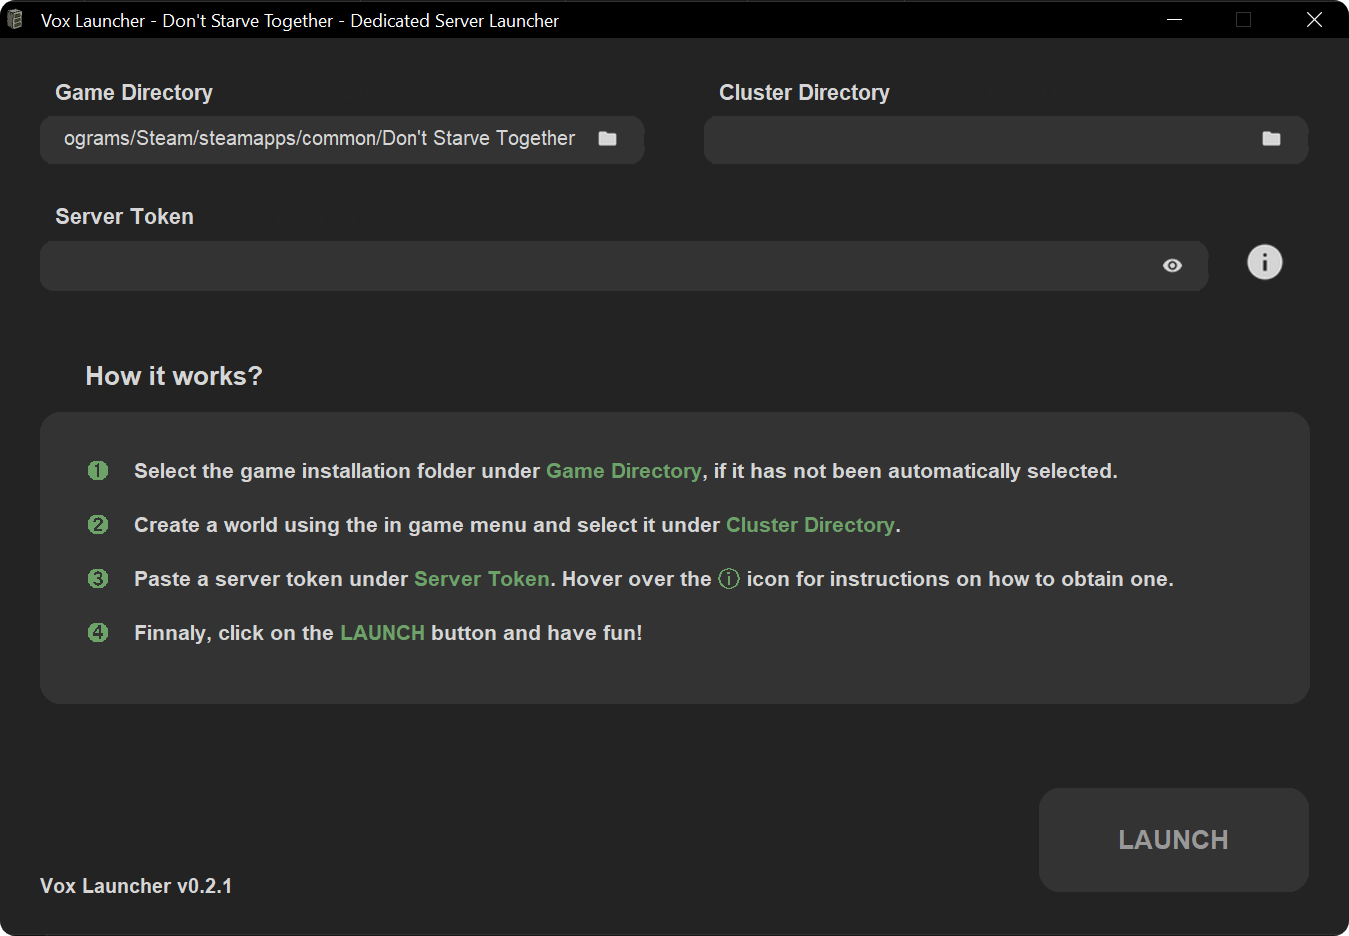 Vox Launcher - Don't Starve Together - Dedicated Server Launcher
Game Directory
Cluster Directory
ograms/Steam/steamapps/common/Don't Starve Together
Server Token
How it works?
1 Select the game installation folder under Game Directory, if it has not been automatically selected.
2 Create a world using the in game menu and select it under Cluster Directory.
3 Paste a server token under Server Token. Hover over the ⓘ icon for instructions on how to obtain one.
4 Finnaly, click on the LAUNCH button and have fun!
LAUNCH
Vox Launcher v0.2.1